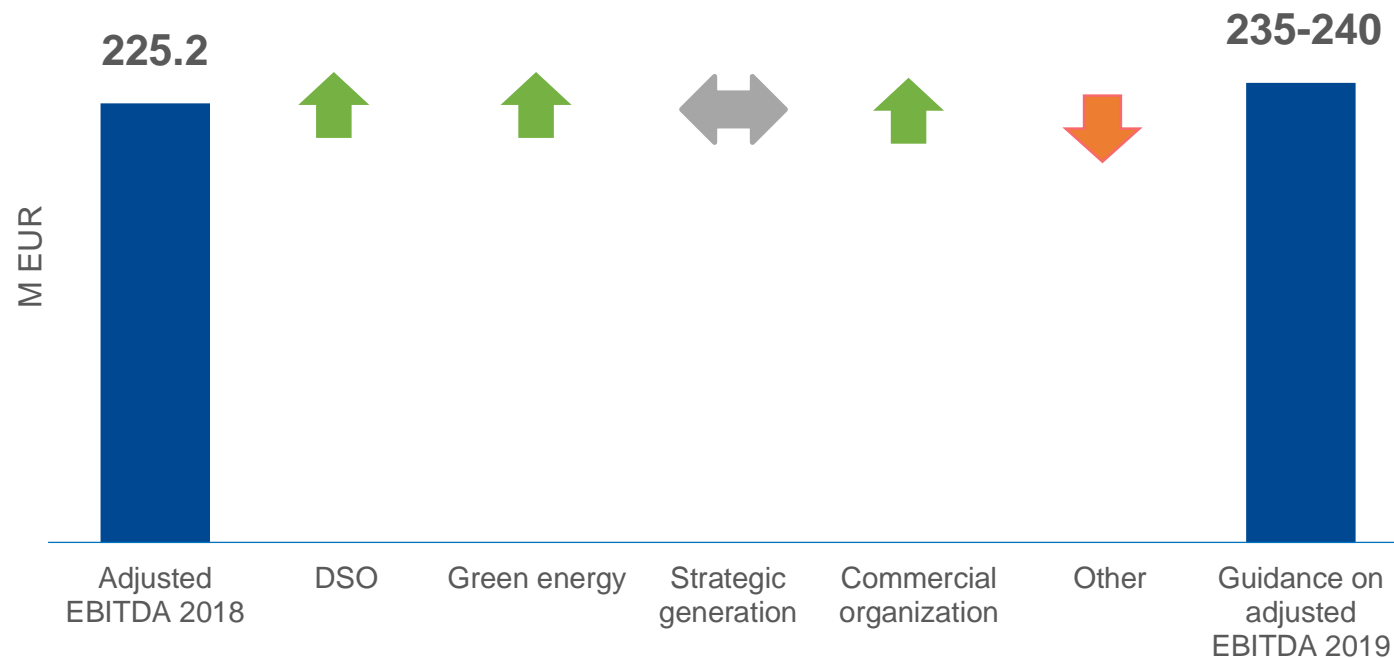 225.2
235-240
M EUR
Adjusted
EBITDA 2018
DSO
Green energy
Strategic
generation
Commercial
organization
Other
Guidance on
adjusted
EBITDA 2019